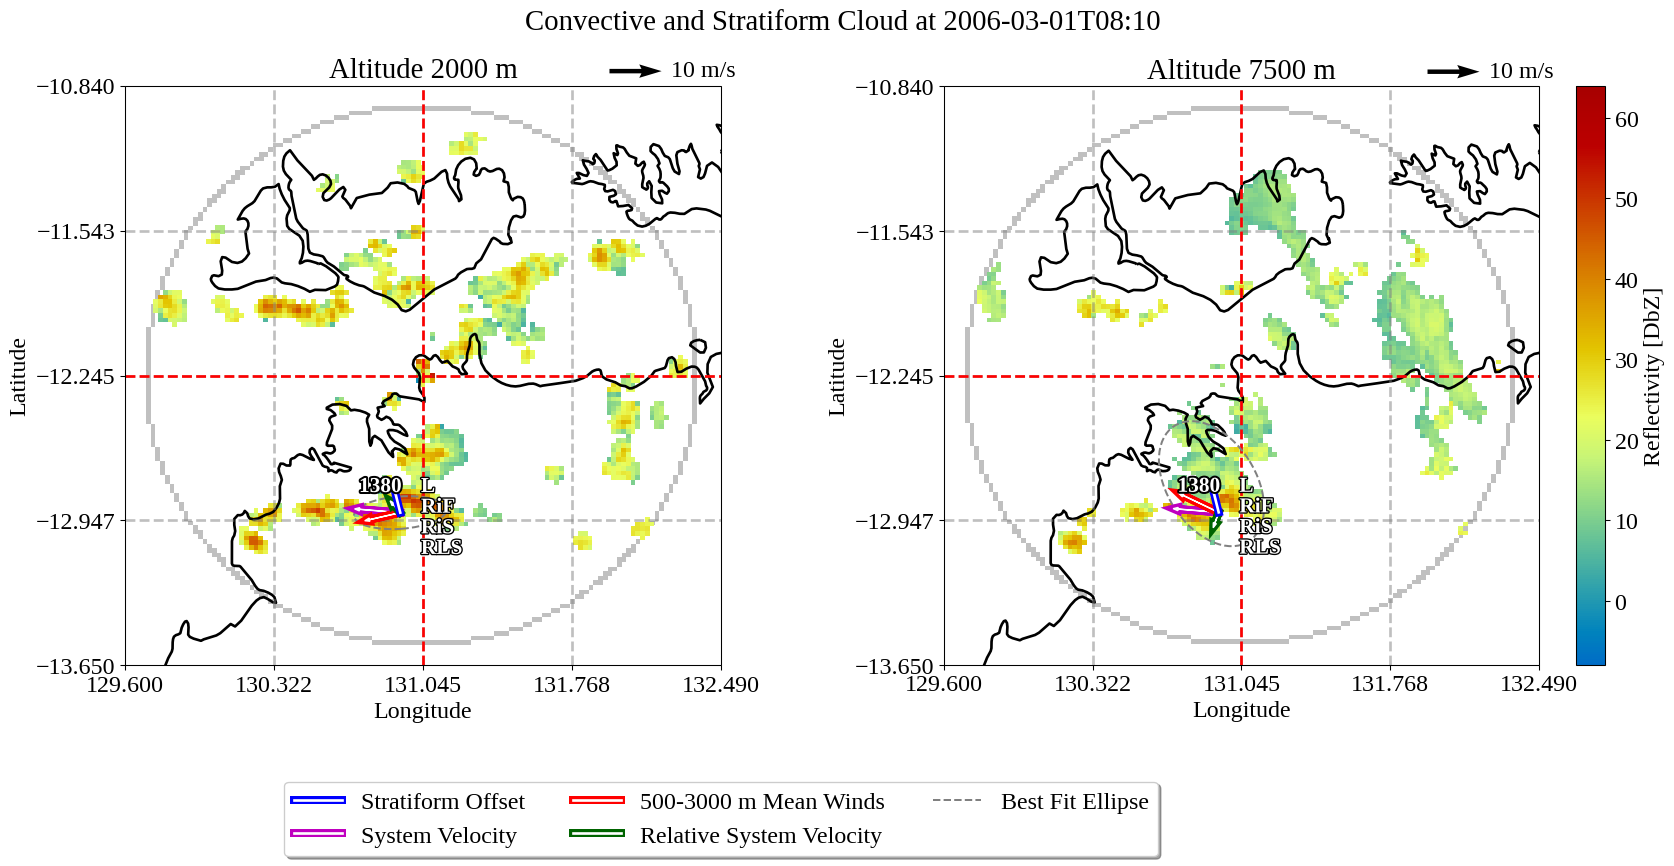 Convective and Stratiform Cloud at 2006-03-01T08:10
Altitude 2000 m
10 m/s
Altitude 7500 m
10 m/s
−10.840
−11.543
−12.245
−12.947
−13.650
Latitude
129.600
130.322
131.045
131.768
132.490
Longitude
1380
L
RiF
RiS
RLS
−10.840
−11.543
−12.245
−12.947
−13.650
Latitude
129.600
130.322
131.045
131.768
132.490
Longitude
1380
L
RiF
RiS
RLS
60
50
40
30
20
10
0
Reflectivity [DbZ]
Stratiform Offset
System Velocity
500-3000 m Mean Winds
Relative System Velocity
Best Fit Ellipse